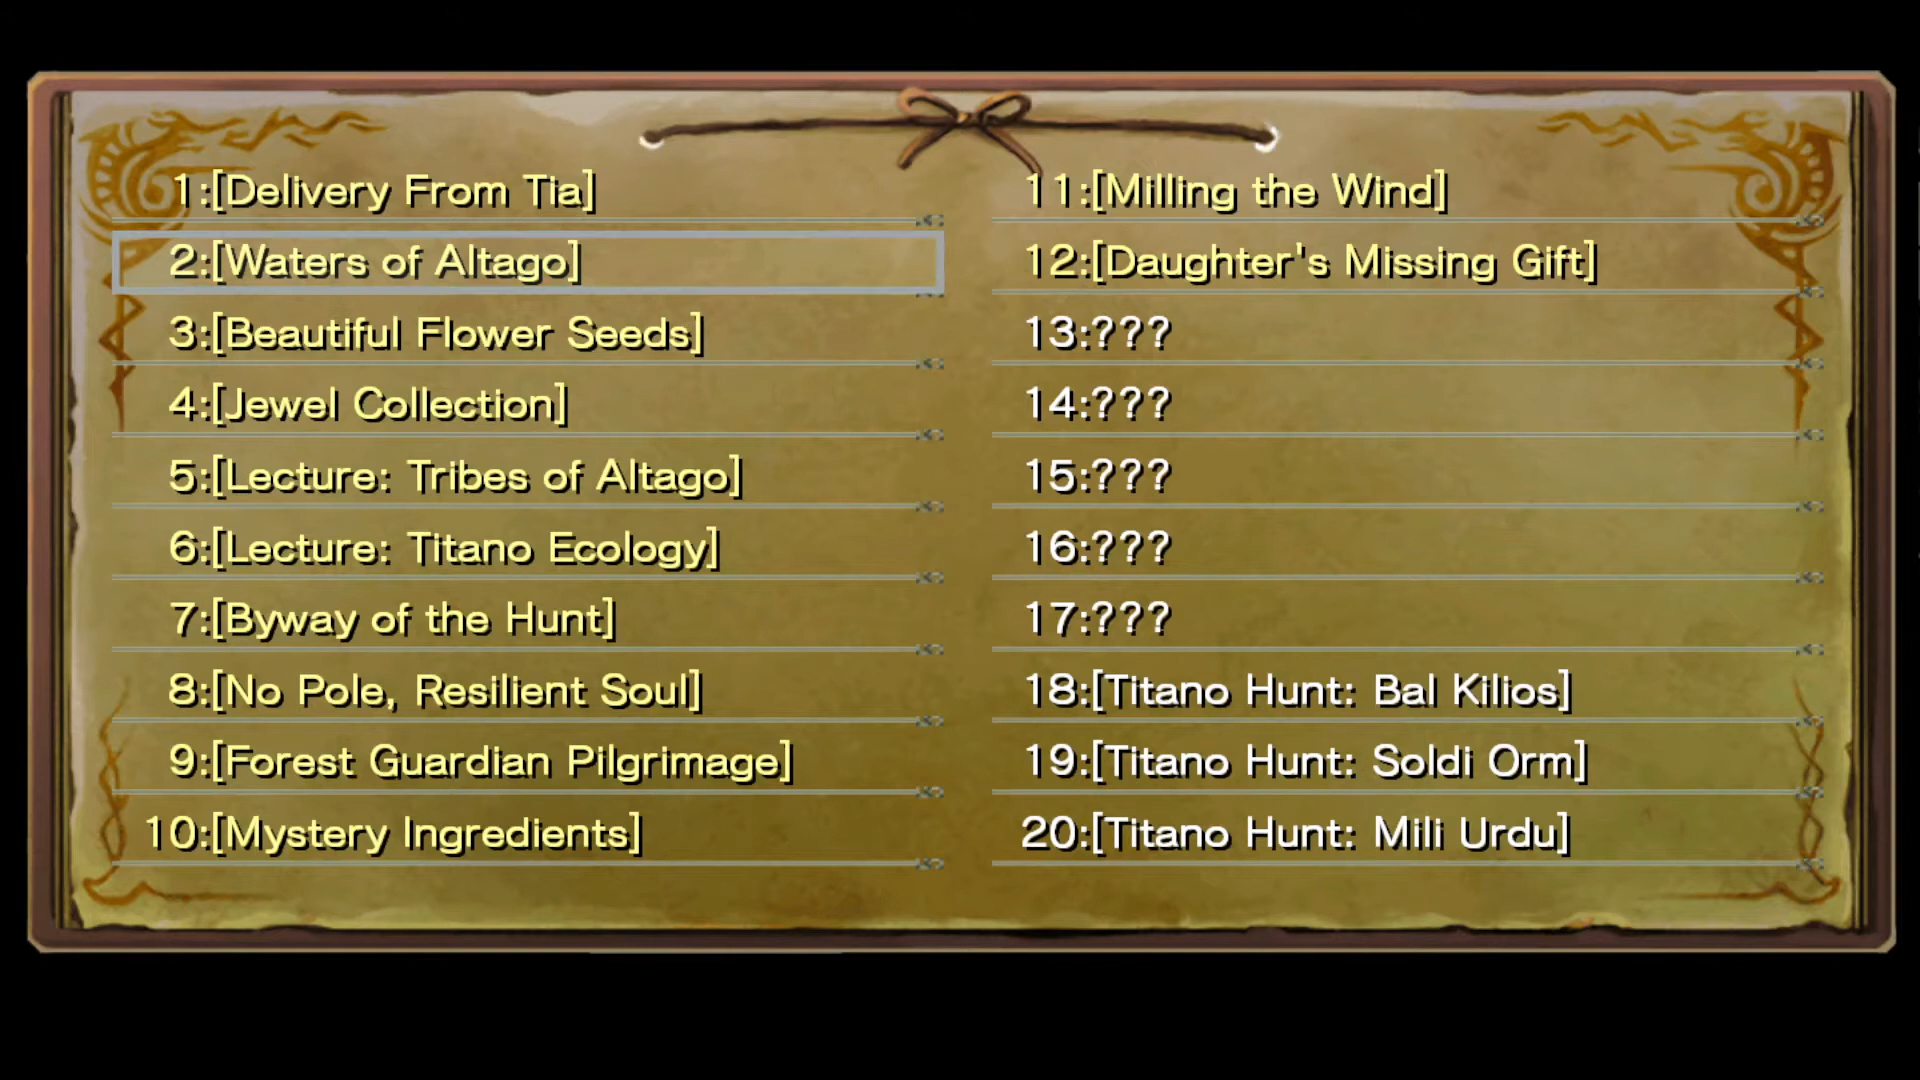 1:[Delivery From Tia]
2:[Waters of Altago]
3:[Beautiful Flower Seeds]
4:[Jewel Collection]
5:[Lecture: Tribes of Altago]
6:[Lecture: Titano Ecology]
7:[Byway of the Hunt]
8:[No Pole, Resilient Soul]
9:[Forest Guardian Pilgrimage]
10:[Mystery Ingredients]
11:[Milling the Wind]
12:[Daughter's Missing Gift]
13:???
14:???
15:???
16:???
17:???
18:[Titano Hunt: Bal Kilios]
19:[Titano Hunt: Soldi Orm]
20:[Titano Hunt: Mili Urdu]